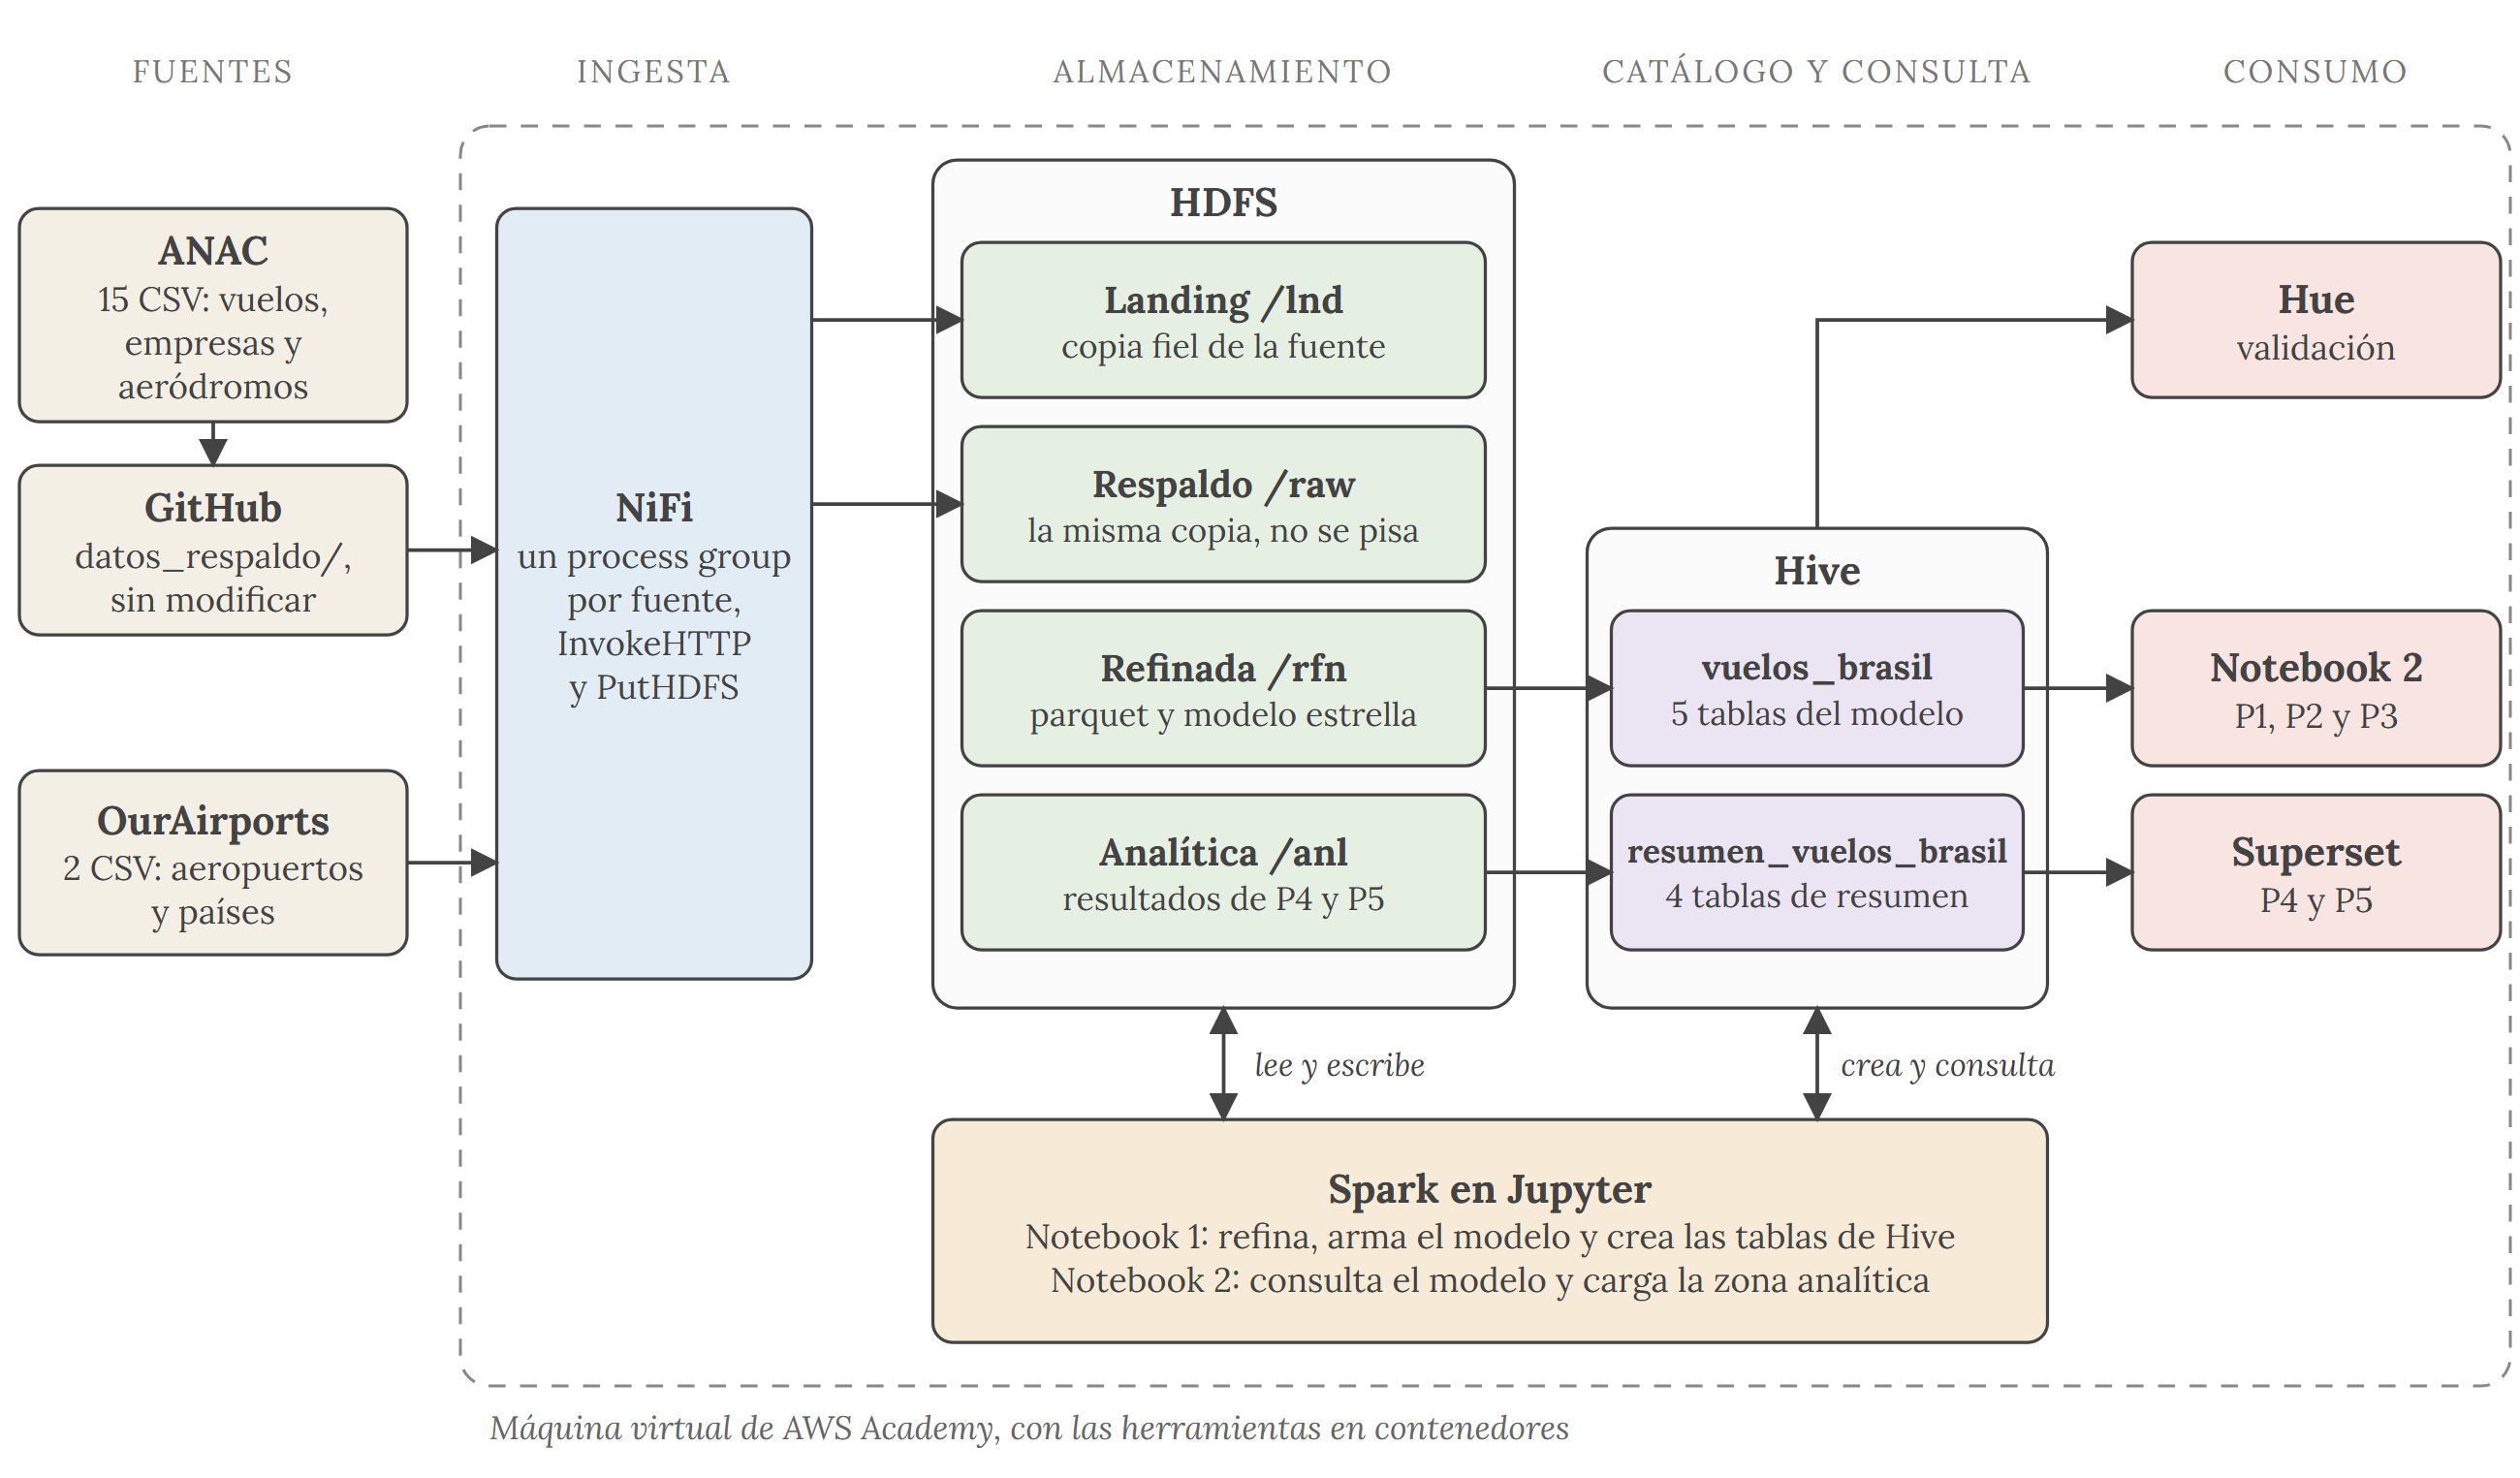 FUENTES
INGESTA
ALMACENAMIENTO
CATÁLOGO Y CONSULTA
CONSUMO
ANAC
15 CSV: vuelos,
empresas y
aeródromos
GitHub
datos_respaldo/,
sin modificar
OurAirports
2 CSV: aeropuertos
y países
NiFi
un process group
por fuente,
InvokeHTTP
y PutHDFS
HDFS
Landing /lnd
copia fiel de la fuente
Respaldo /raw
la misma copia, no se pisa
Refinada /rfn
parquet y modelo estrella
Analítica /anl
resultados de P4 y P5
Hive
vuelos_brasil
5 tablas del modelo
resumen_vuelos_brasil
4 tablas de resumen
Hue
validación
Notebook 2
P1, P2 y P3
Superset
P4 y P5
lee y escribe
crea y consulta
Spark en Jupyter
Notebook 1: refina, arma el modelo y crea las tablas de Hive
Notebook 2: consulta el modelo y carga la zona analítica
Máquina virtual de AWS Academy, con las herramientas en contenedores